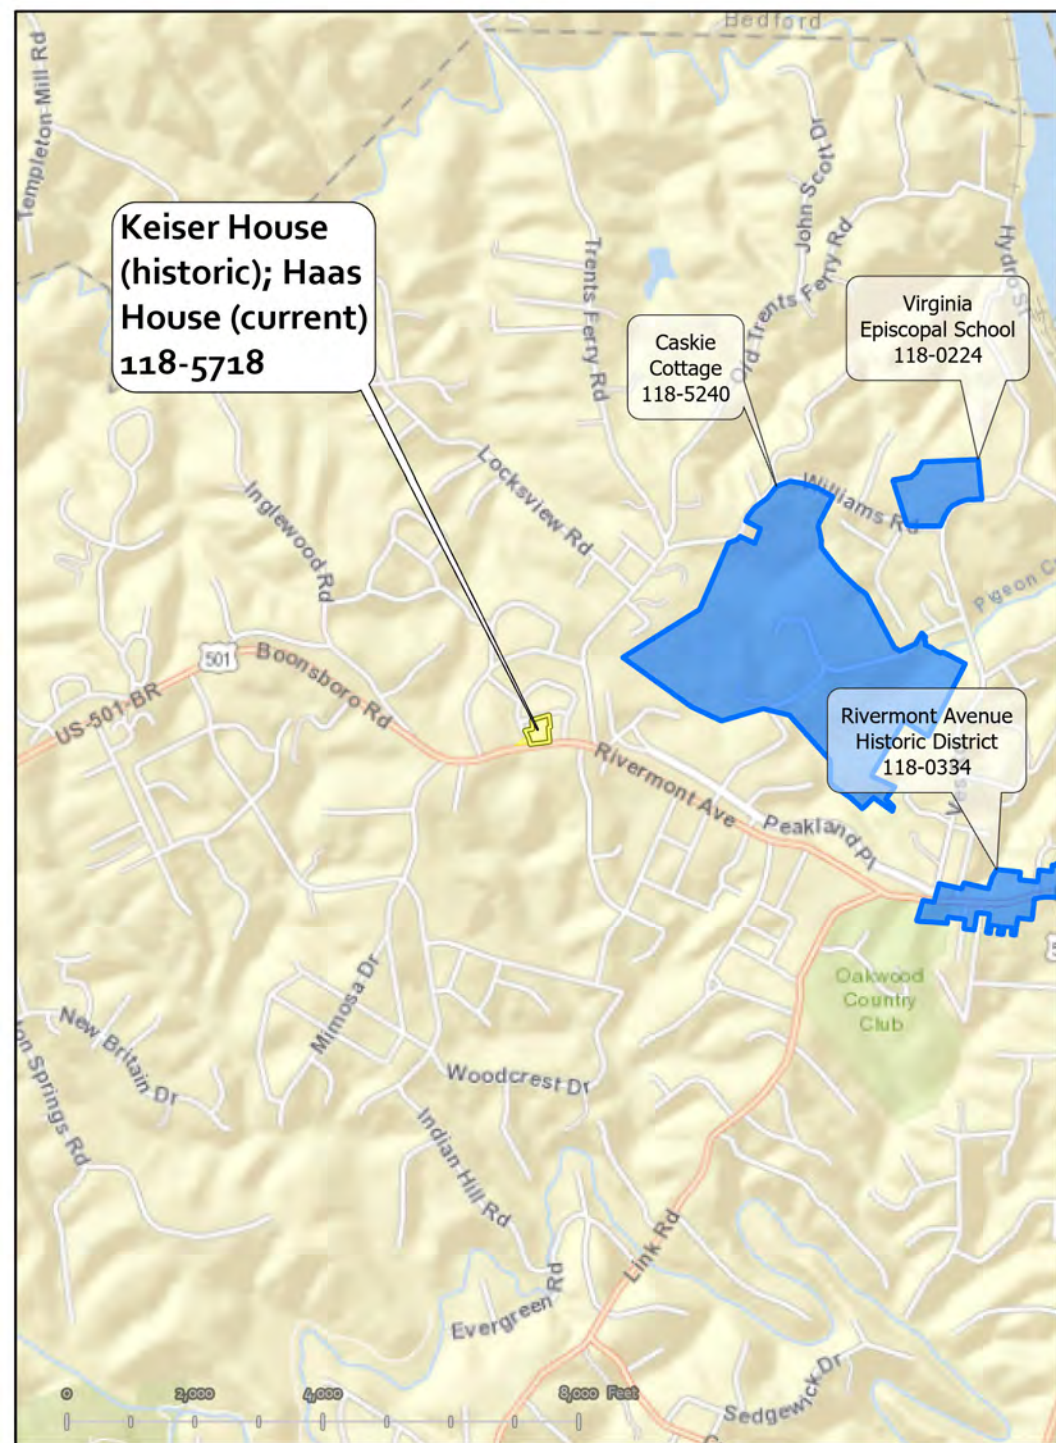 Bedford
Templeton Mill Rd
John Scott Dr
Keiser House
(historic); Haas
House (current)
118-5718
Trents Ferry Rd
Old Trents Ferry Rd
Hydro St
Virginia
Episcopal School
118-0224
Caskie
Cottage
118-5240
Locksview Rd
Williams Rd
Inglewood Rd
Pigeon
501
Boonsboro Rd
US-501-BR
Rivermont Avenue
Historic District
118-0334
Rivermont Ave
Peakland Pl
Oakwood
Country
Club
Mimosa Dr
New Britain Dr
on Springs Rd
Woodcrest Dr
Indian Hill Rd
Link Rd
Evergreen Rd
Sedgewick Dr
0 2,000 4,000 8,000 Feet